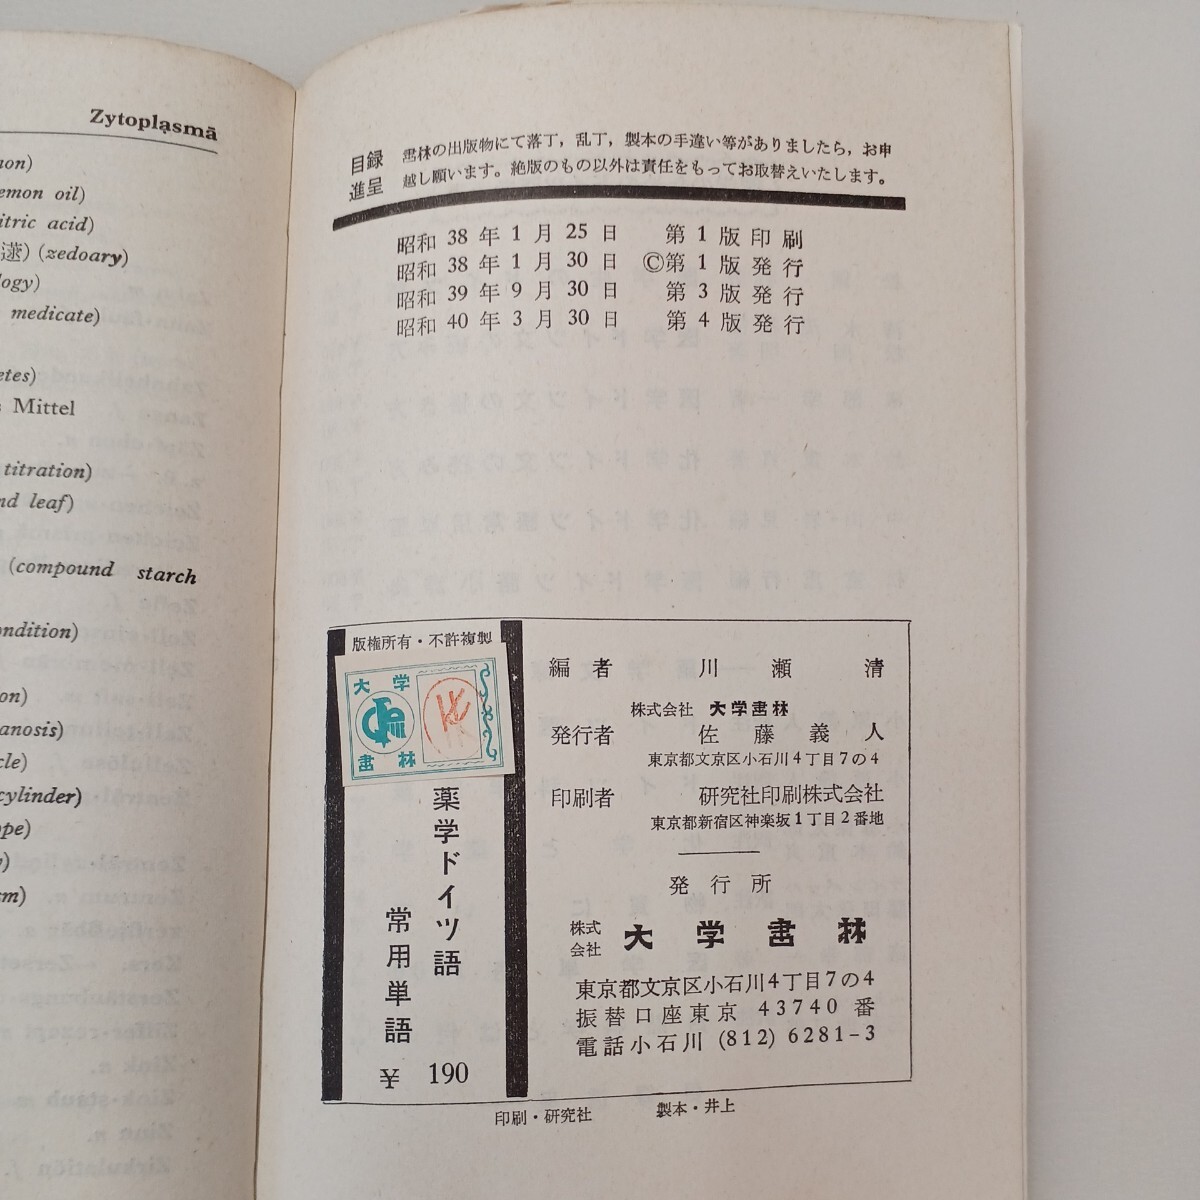 Zytoplạsmā
non)
emon oil)
itric acid)
蒁) (zedoary)
logy)
medicate)
etes)
s Mittel
titration)
nd leaf)
(compound starch
ondition)
on)
anosis)
cle)
cylinder)
ope)
y)
sm)
目録
進呈
書林の出版物にて落丁，乱丁，製本の手違い等がありましたら，お申
越し願います。絶版のもの以外は責任をもってお取替えいたします。
昭和 38 年 1 月 25 日 第 1 版印刷
昭和 38 年 1 月 30 日 ©第 1 版発行
昭和 39 年 9 月 30 日 第 3 版発行
昭和 40 年 3 月 30 日 第 4 版発行
版権所有・不許複製
大学
書林
薬学ドイツ語
常用単語
¥ 190
編者 川瀬清
株式会社 大学書林
発行者 佐藤義人
東京都文京区小石川4丁目7の4
印刷者 研究社印刷株式会社
東京都新宿区神楽坂1丁目2番地
発行所
株式会社 大学書林
東京都文京区小石川4丁目7の4
振替口座東京 43740 番
電話小石川 (812) 6281-3
印刷・研究社 製本・井上